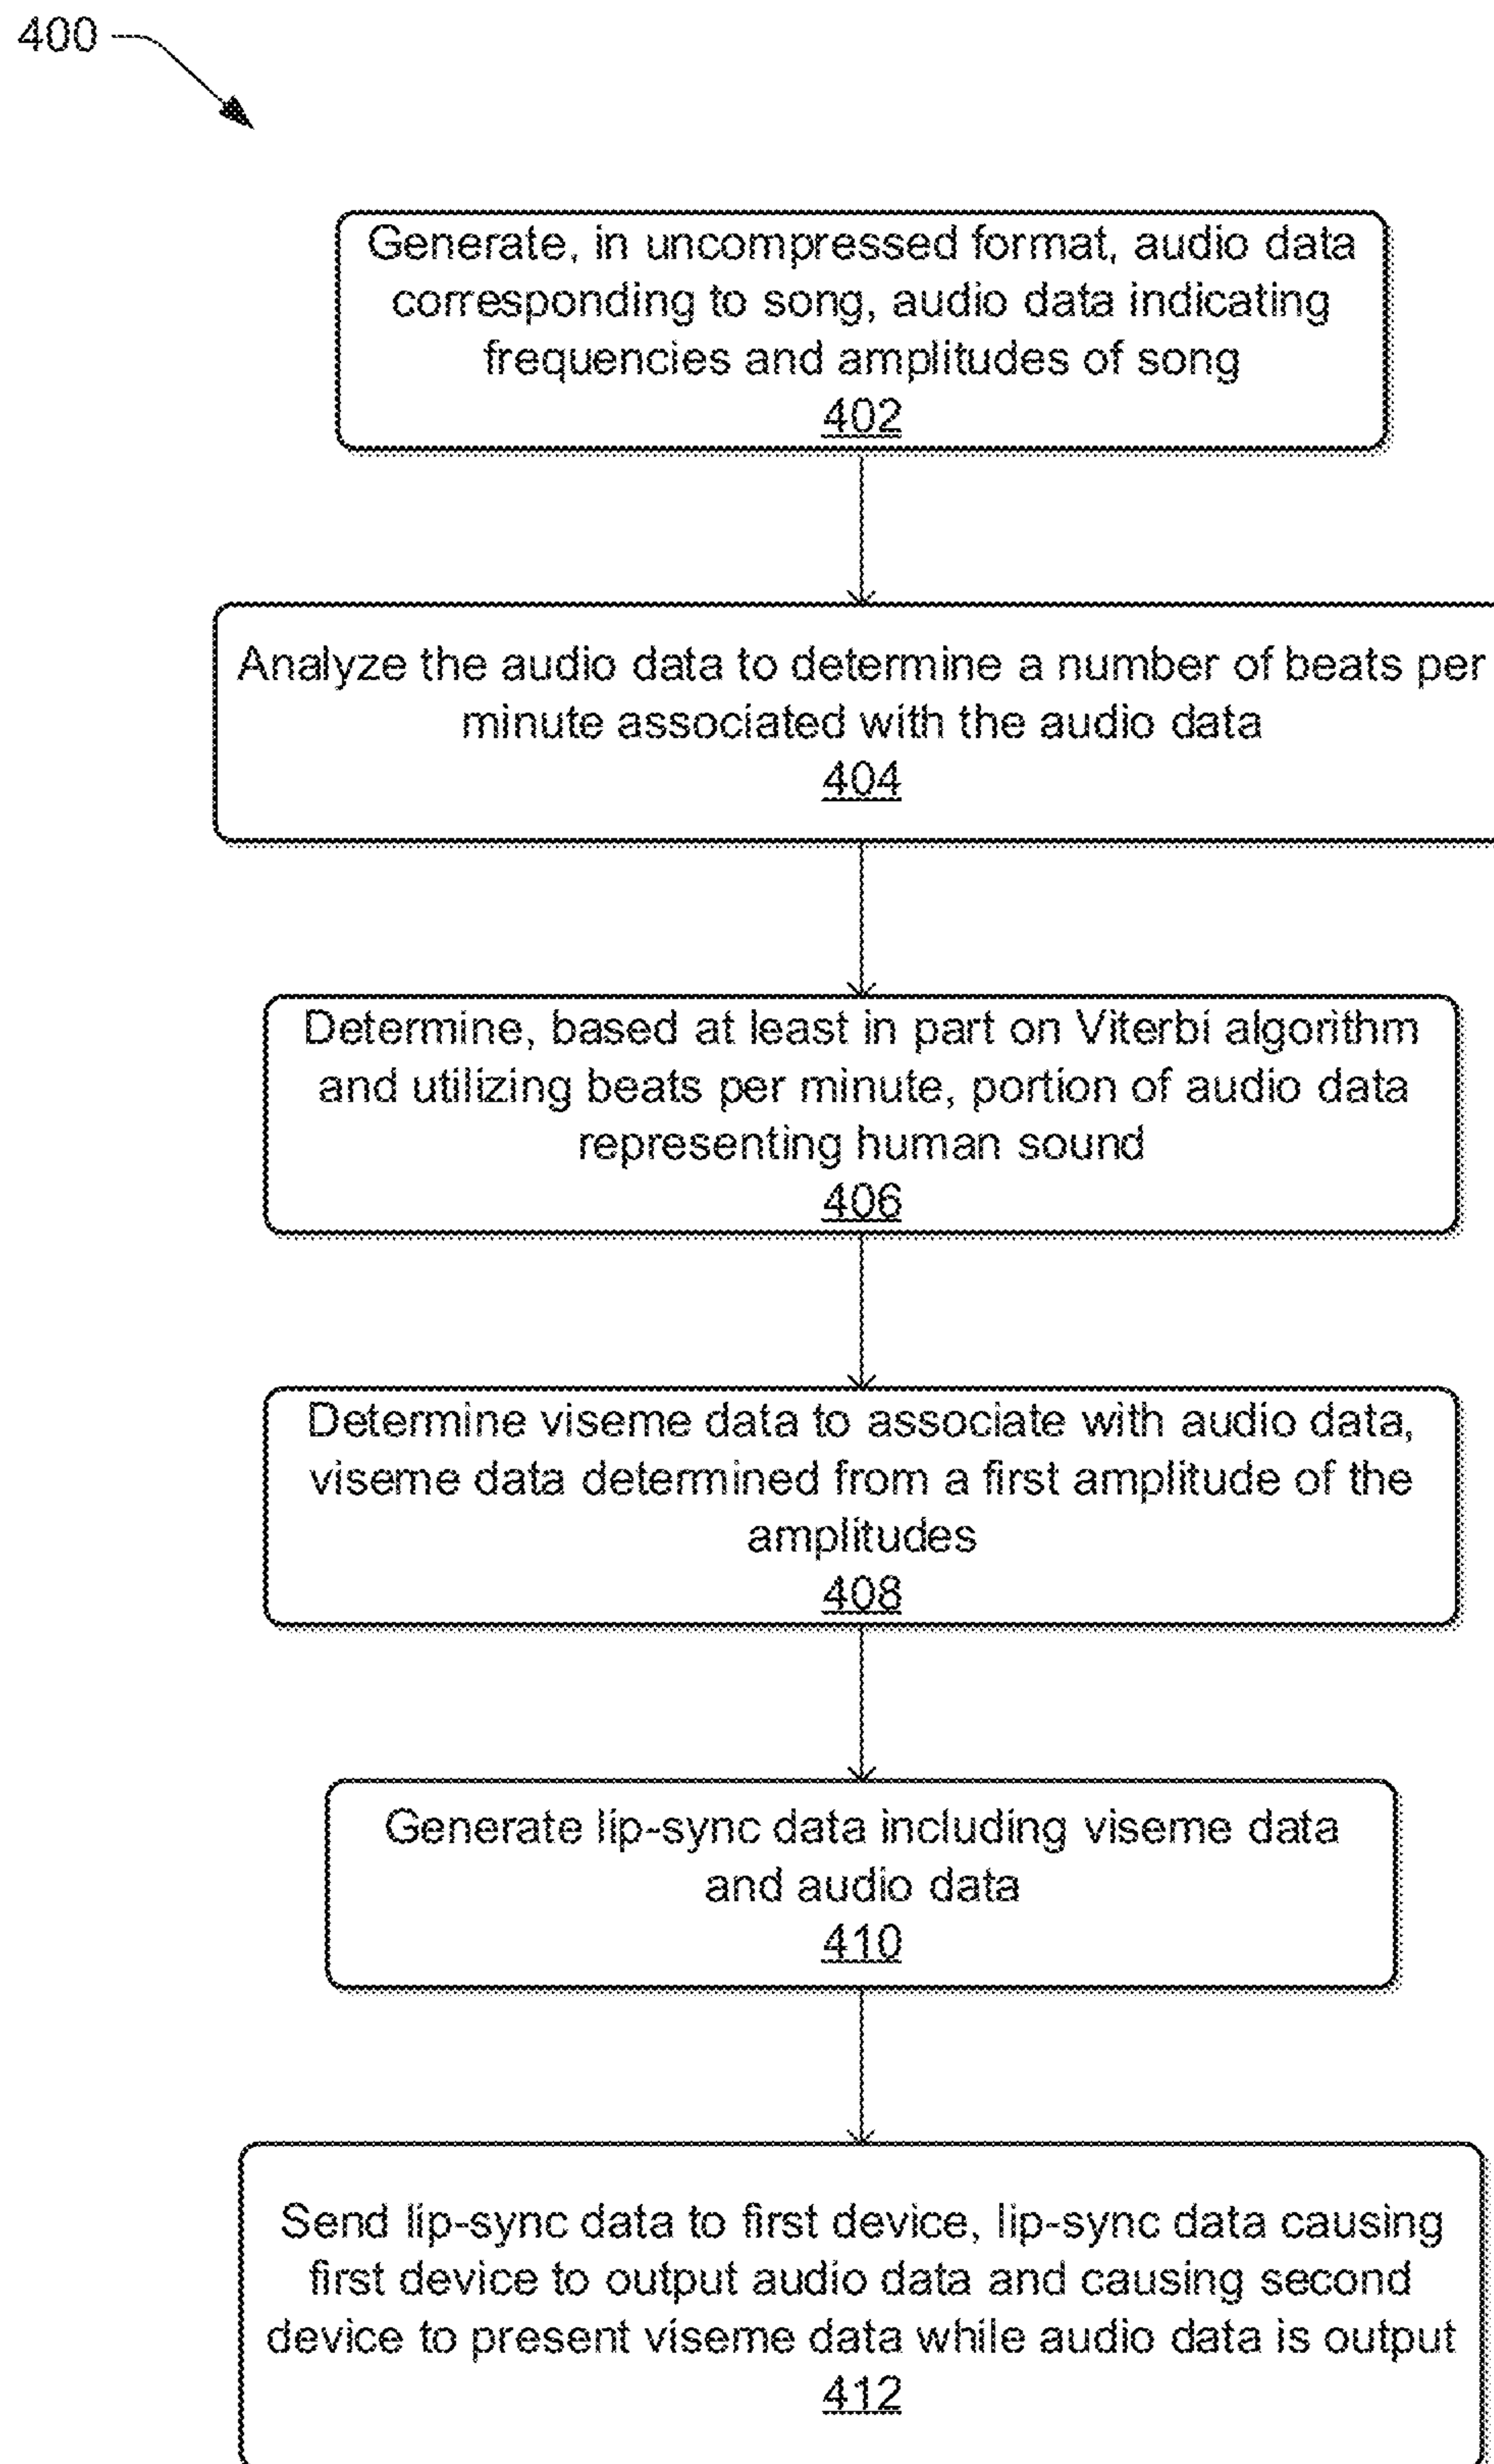 400
Generate, in uncompressed format, audio data
corresponding to song, audio data indicating
frequencies and amplitudes of song
402
Analyze the audio data to determine a number of beats per
minute associated with the audio data
404
Determine, based at least in part on Viterbi algorithm
and utilizing beats per minute, portion of audio data
representing human sound
406
Determine viseme data to associate with audio data,
viseme data determined from a first amplitude of the
amplitudes
408
Generate lip-sync data including viseme data
and audio data
410
Send lip-sync data to first device, lip-sync data causing
first device to output audio data and causing second
device to present viseme data while audio data is output
412